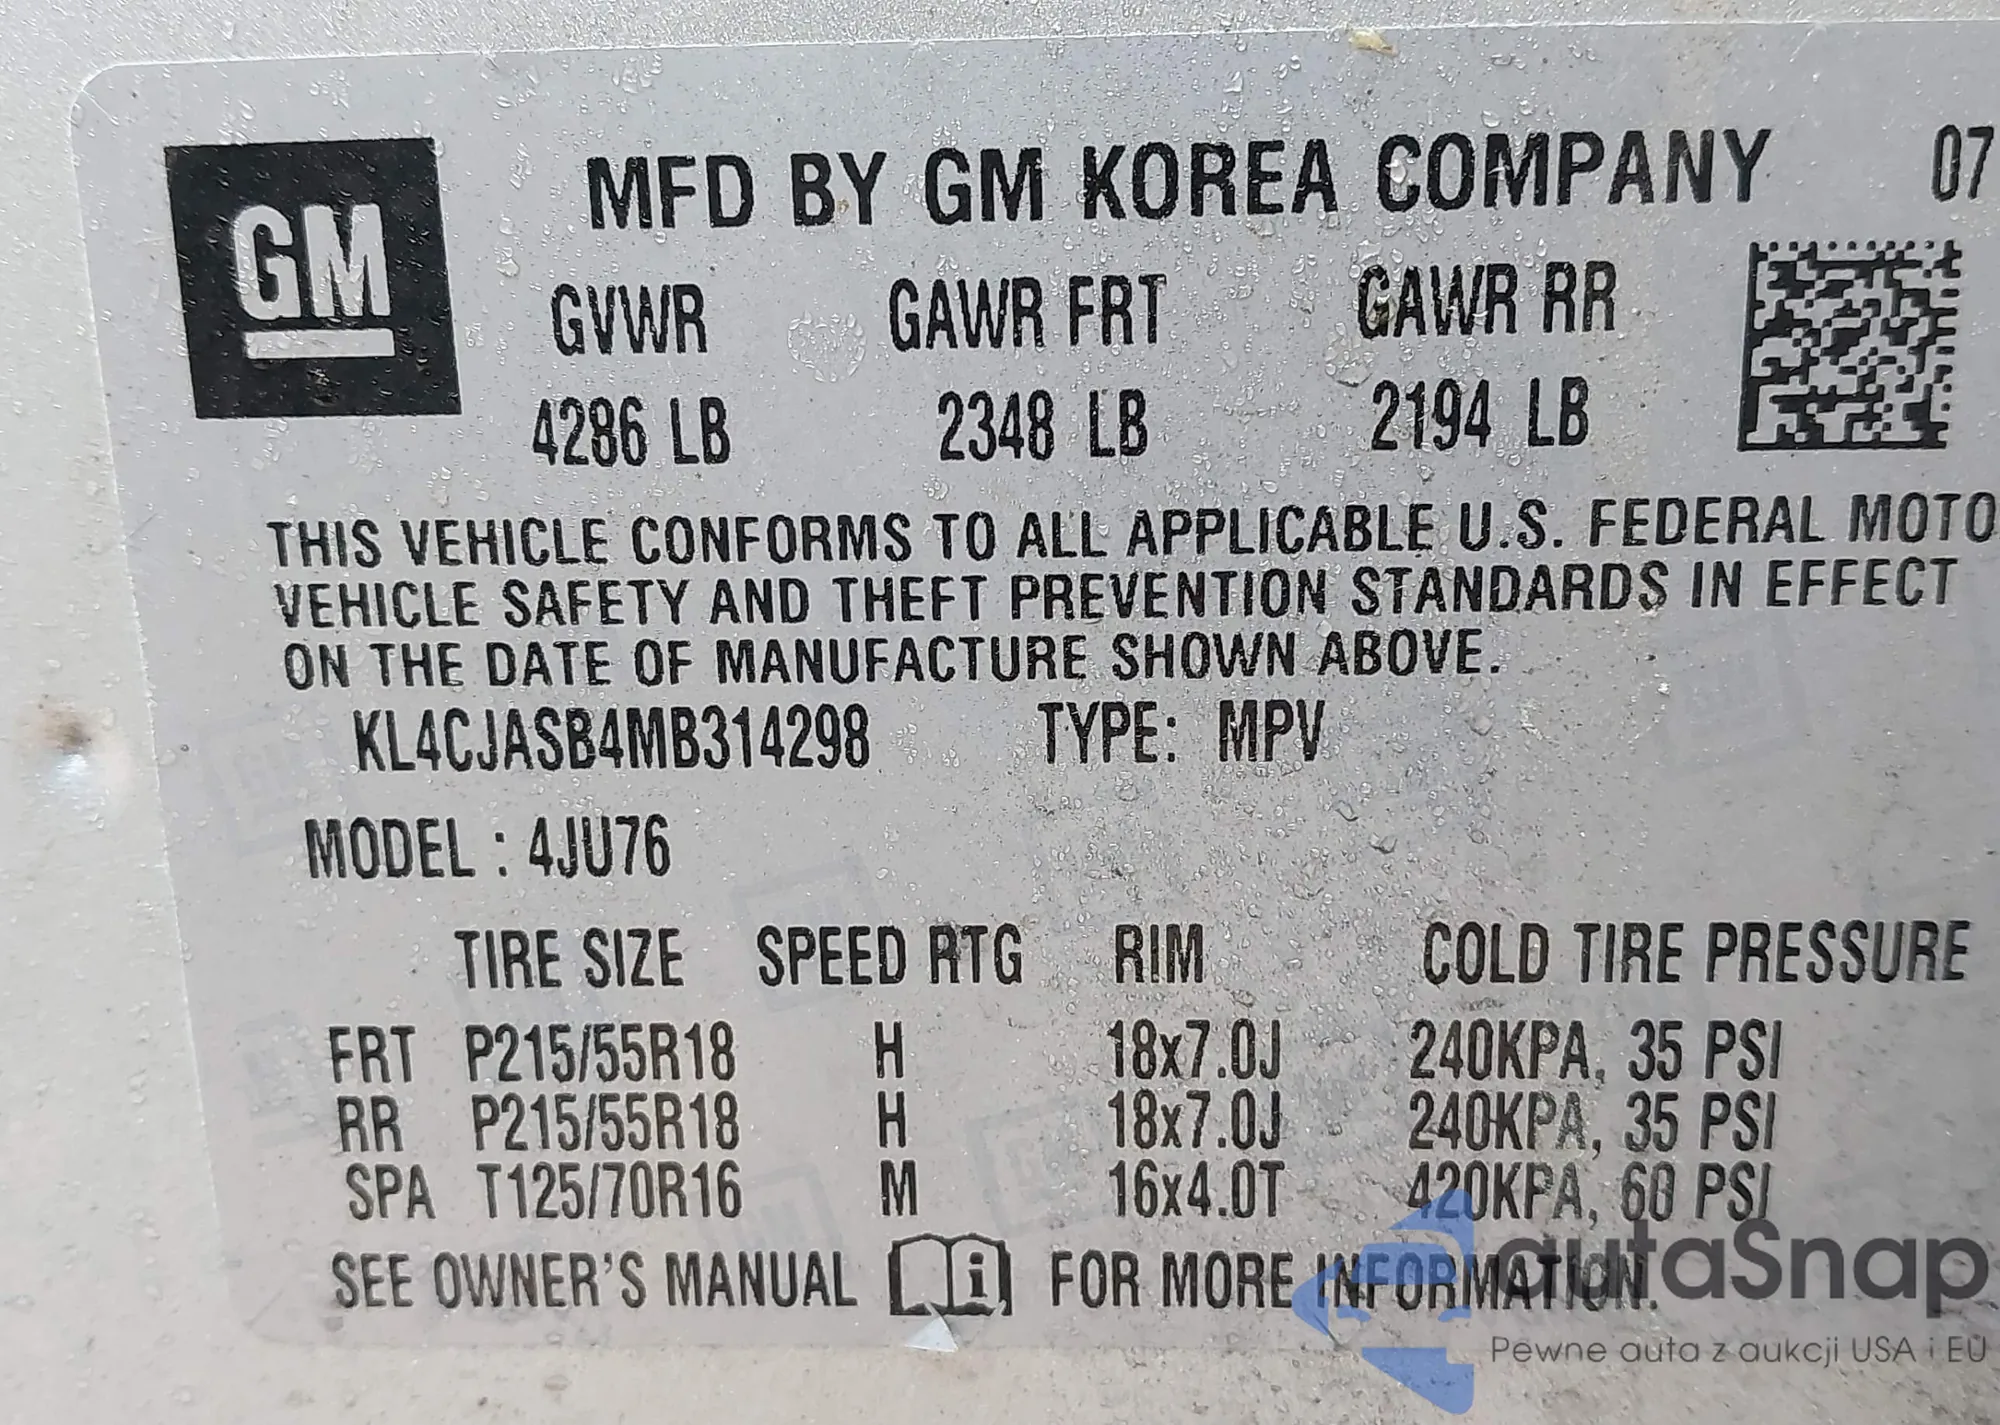 GM
MFD BY GM KOREA COMPANY 07
GVWR GAWR FRT GAWR RR
4286 LB 2348 LB 2194 LB
THIS VEHICLE CONFORMS TO ALL APPLICABLE U.S. FEDERAL MOTO
VEHICLE SAFETY AND THEFT PREVENTION STANDARDS IN EFFECT
ON THE DATE OF MANUFACTURE SHOWN ABOVE.
KL4CJASB4MB314298 TYPE: MPV
MODEL : 4JU76
TIRE SIZE SPEED RTG RIM COLD TIRE PRESSURE
FRT P215/55R18 H 18x7.0J 240KPA, 35 PSI
RR P215/55R18 H 18x7.0J 240KPA, 35 PSI
SPA T125/70R16 M 16x4.0T 420KPA, 60 PSI
SEE OWNER'S MANUAL i FOR MORE INFORMATION.
autaSnap
Pewne auta z aukcji USA i EU